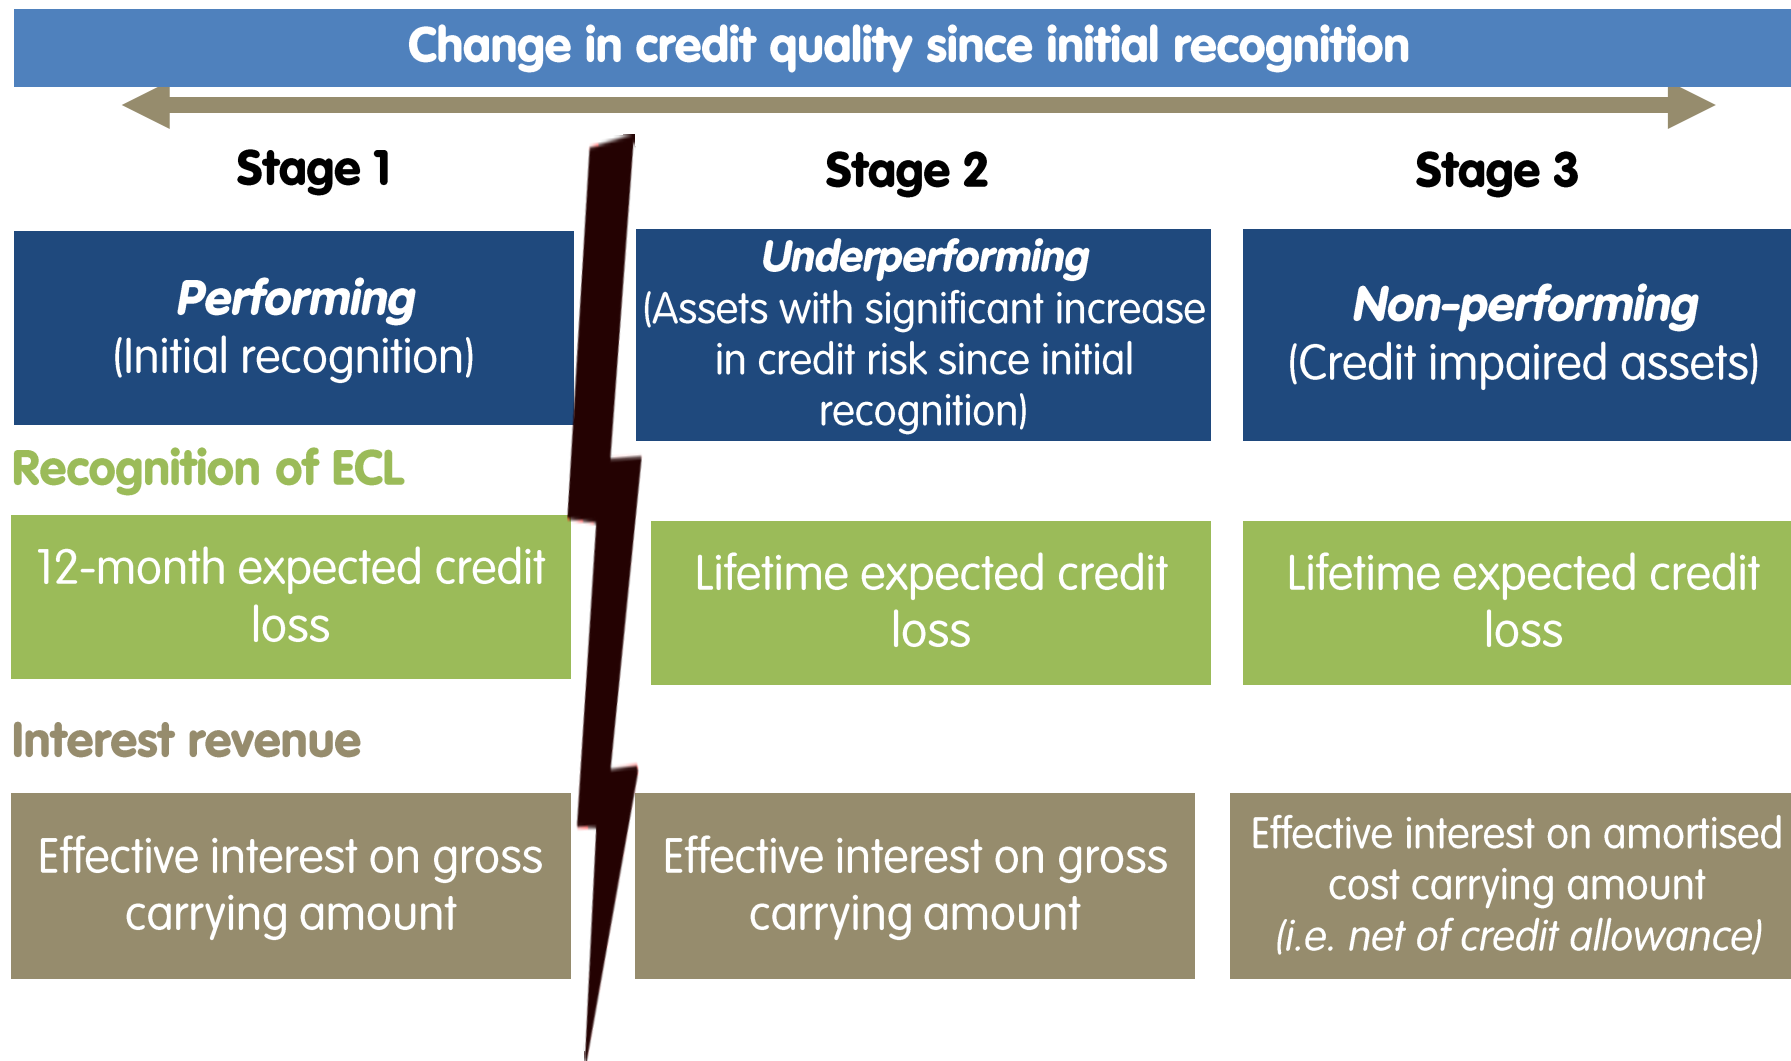 Change in credit quality since initial recognition
Stage 1
Stage 2
Stage 3
Performing
(Initial recognition)
Underperforming
(Assets with significant increase
in credit risk since initial
recognition)
Non-performing
(Credit impaired assets)
Recognition of ECL
12-month expected credit
loss
Lifetime expected credit
loss
Lifetime expected credit
loss
Interest revenue
Effective interest on gross
carrying amount
Effective interest on gross
carrying amount
Effective interest on amortised
cost carrying amount
(i.e. net of credit allowance)